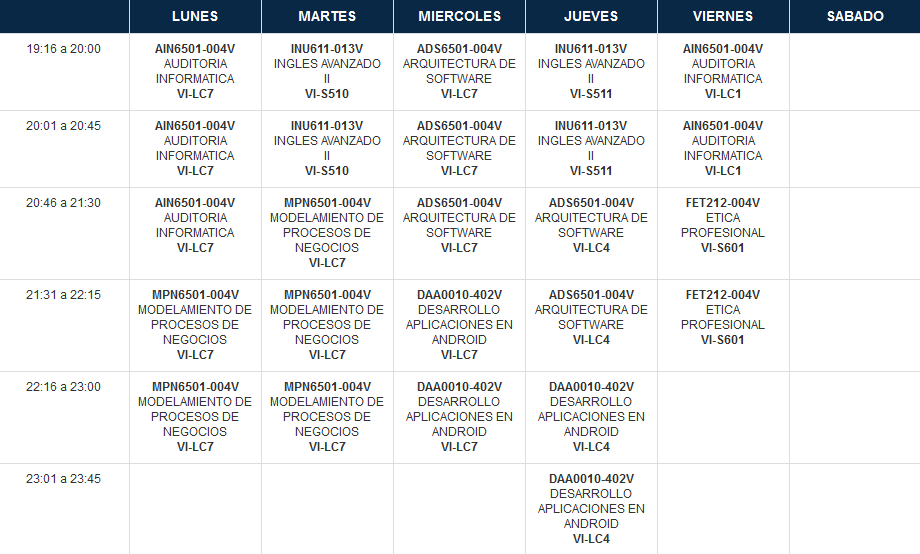 LUNES MARTES MIERCOLES JUEVES VIERNES SABADO
19:16 a 20:00
AIN6501-004V
AUDITORIA
INFORMATICA
VI-LC7
INU611-013V
INGLES AVANZADO
II
VI-S510
ADS6501-004V
ARQUITECTURA DE
SOFTWARE
VI-LC7
INU611-013V
INGLES AVANZADO
II
VI-S511
AIN6501-004V
AUDITORIA
INFORMATICA
VI-LC1
20:01 a 20:45
AIN6501-004V
AUDITORIA
INFORMATICA
VI-LC7
INU611-013V
INGLES AVANZADO
II
VI-S510
ADS6501-004V
ARQUITECTURA DE
SOFTWARE
VI-LC7
INU611-013V
INGLES AVANZADO
II
VI-S511
AIN6501-004V
AUDITORIA
INFORMATICA
VI-LC1
20:46 a 21:30
AIN6501-004V
AUDITORIA
INFORMATICA
VI-LC7
MPN6501-004V
MODELAMIENTO DE
PROCESOS DE
NEGOCIOS
VI-LC7
ADS6501-004V
ARQUITECTURA DE
SOFTWARE
VI-LC7
ADS6501-004V
ARQUITECTURA DE
SOFTWARE
VI-LC4
FET212-004V
ETICA
PROFESIONAL
VI-S601
21:31 a 22:15
MPN6501-004V
MODELAMIENTO DE
PROCESOS DE
NEGOCIOS
VI-LC7
MPN6501-004V
MODELAMIENTO DE
PROCESOS DE
NEGOCIOS
VI-LC7
DAA0010-402V
DESARROLLO
APLICACIONES EN
ANDROID
VI-LC7
ADS6501-004V
ARQUITECTURA DE
SOFTWARE
VI-LC4
FET212-004V
ETICA
PROFESIONAL
VI-S601
22:16 a 23:00
MPN6501-004V
MODELAMIENTO DE
PROCESOS DE
NEGOCIOS
VI-LC7
MPN6501-004V
MODELAMIENTO DE
PROCESOS DE
NEGOCIOS
VI-LC7
DAA0010-402V
DESARROLLO
APLICACIONES EN
ANDROID
VI-LC7
DAA0010-402V
DESARROLLO
APLICACIONES EN
ANDROID
VI-LC4
23:01 a 23:45
DAA0010-402V
DESARROLLO
APLICACIONES EN
ANDROID
VI-LC4